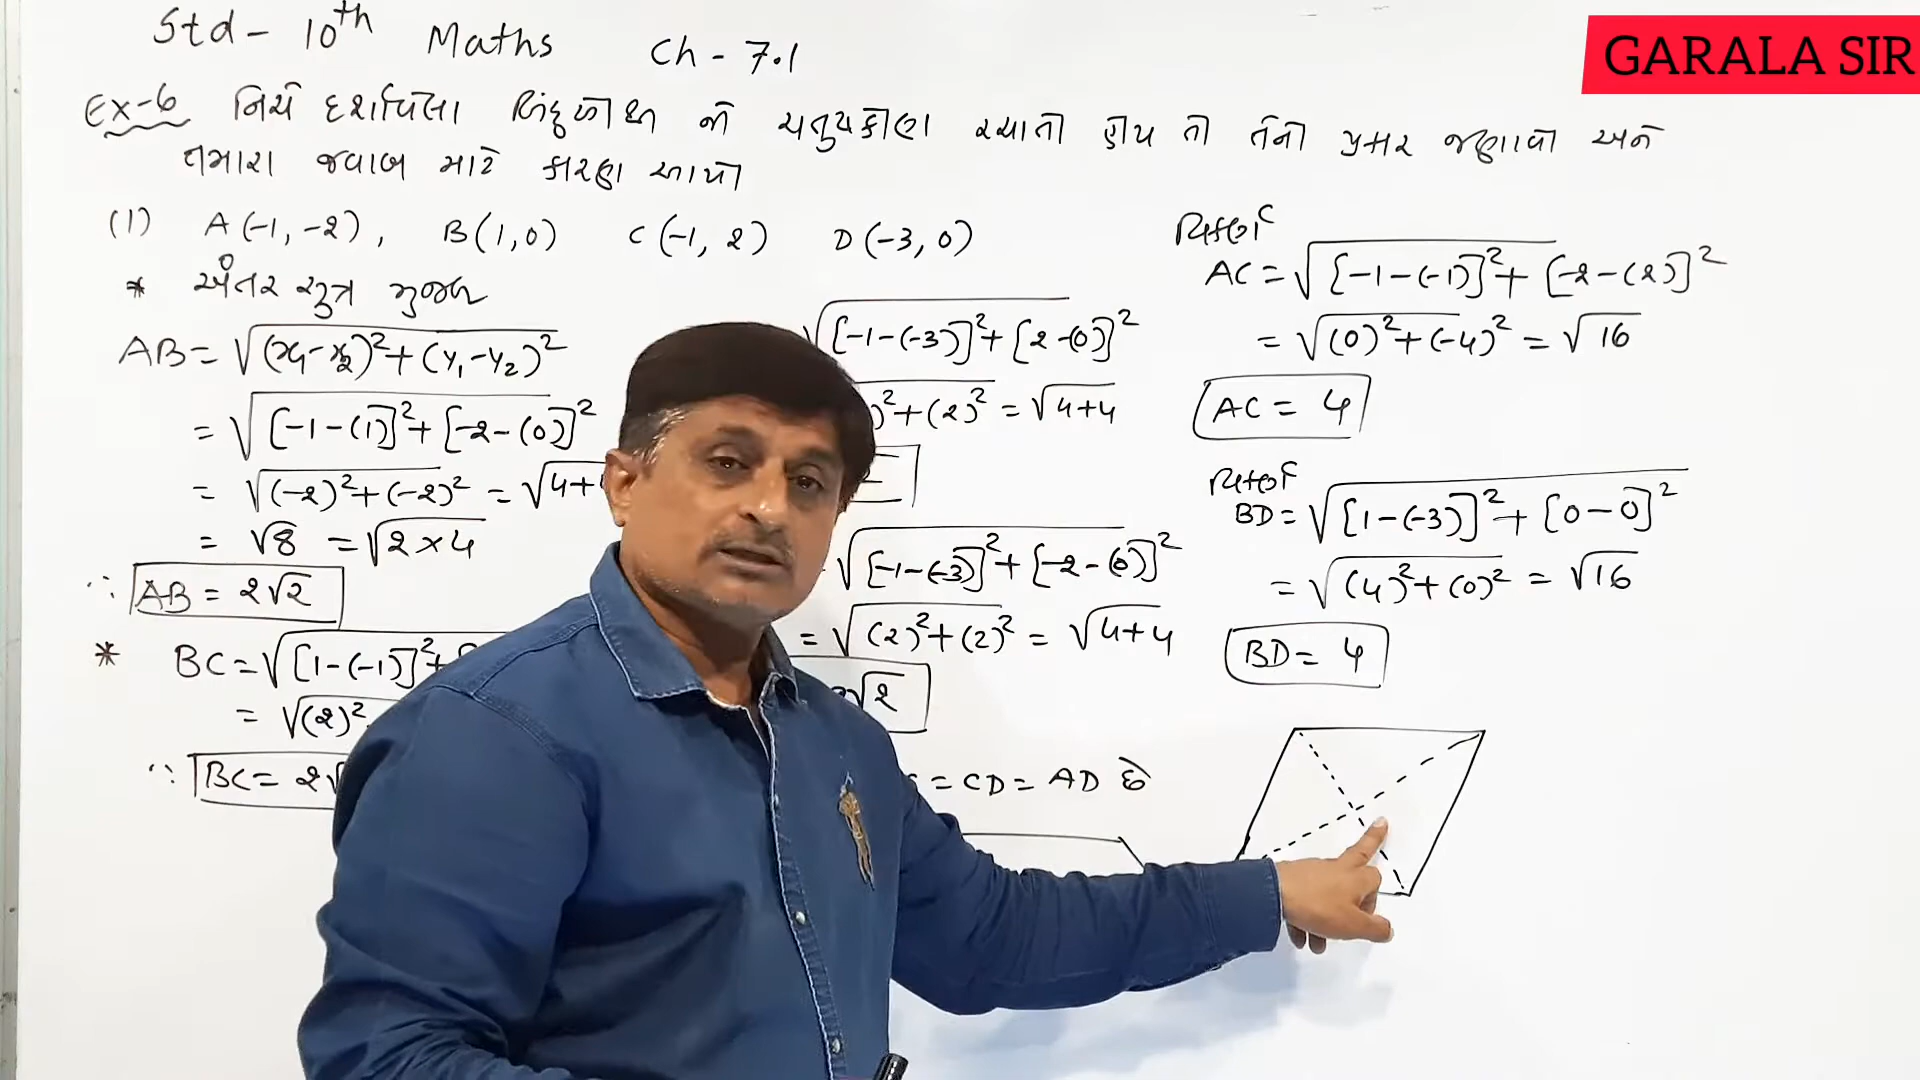 GARALA SIR
Std - 10th Maths Ch - 7.1
Ex-6 નિચે દર્શાવેલા બિંદુઓથી જો ચતુષ્કોણ રચાતો હોય તો તેનો પ્રકાર જણાવો અને
તમારા જવાબ માટે કારણ આપો
(1) A(-1, -2), B(1,0) C(-1, 2) D(-3, 0)
* અંતર સુત્ર મુજબ
AB = √(x₁-x₂)²+(y₁-y₂)²
= √[-1-(1)]²+[-2-(0)]²
= √(-2)²+(-2)² = √4+
= √8 = √2×4
∴ AB = 2√2
* BC = √[1-(-1)]²+
= √(2)²
∴ BC = 2√
√[-1-(-3)]²+[2-(0)]²
)²+(2)² = √4+4
√[-1-(-3)]²+[-2-(0)]²
= √(2)²+(2)² = √4+4
√2
= CD = AD છે
વિકર્ણ
AC = √[-1-(-1)]²+[-2-(2)]²
= √(0)²+(-4)² = √16
AC = 4
વિકર્ણ
BD = √[1-(-3)]²+[0-0]²
= √(4)²+(0)² = √16
BD = 4